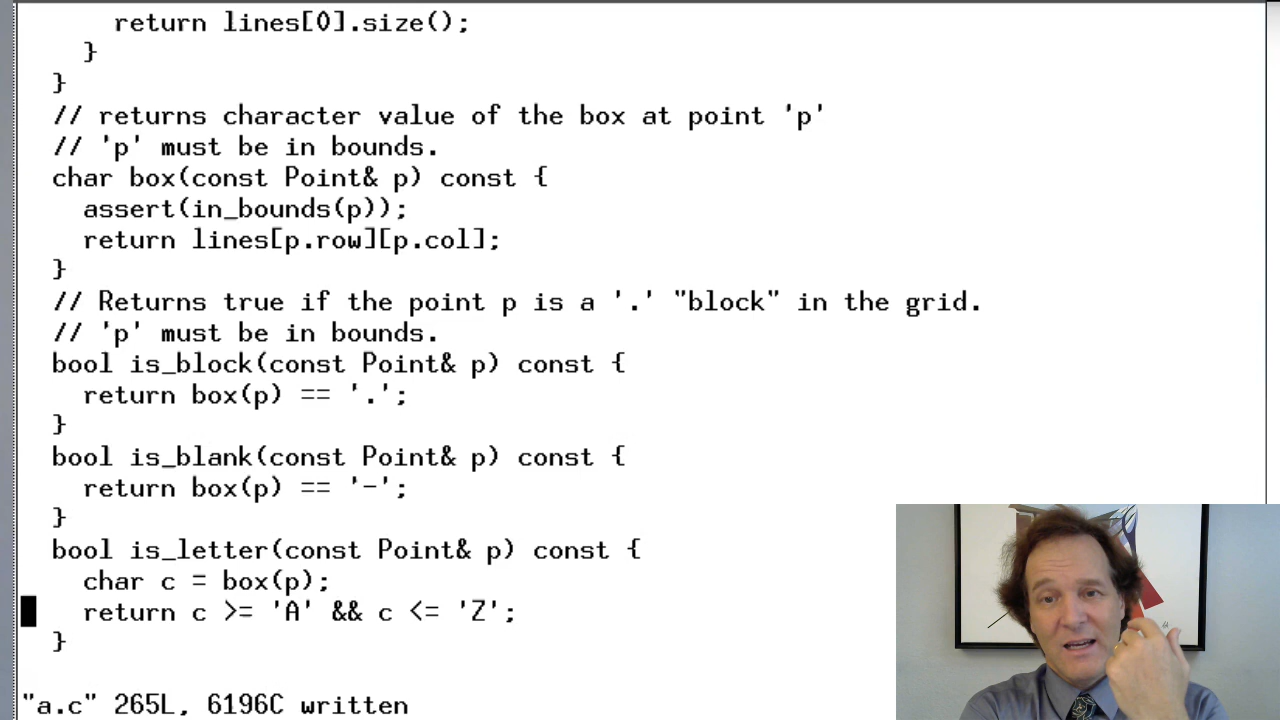 return lines[0].size();
}
}
// returns character value of the box at point 'p'
// 'p' must be in bounds.
char box(const Point& p) const {
assert(in_bounds(p));
return lines[p.row][p.col];
}
// Returns true if the point p is a '.' "block" in the grid.
// 'p' must be in bounds.
bool is_block(const Point& p) const {
return box(p) == '.';
}
bool is_blank(const Point& p) const {
return box(p) == '-';
}
bool is_letter(const Point& p) const {
char c = box(p);
return c >= 'A' && c <= 'Z';
}
"a.c" 265L, 6196C written